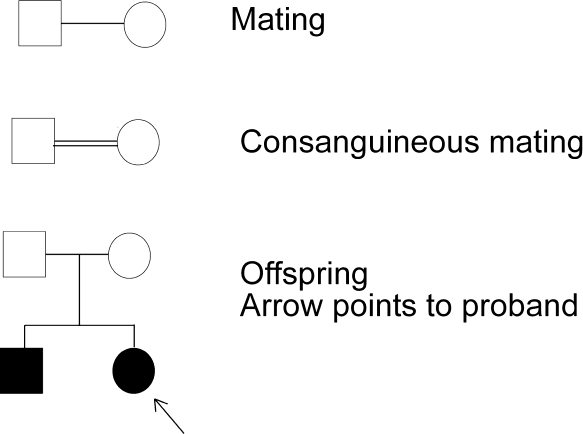 Mating
Consanguineous mating
Offspring
Arrow points to proband